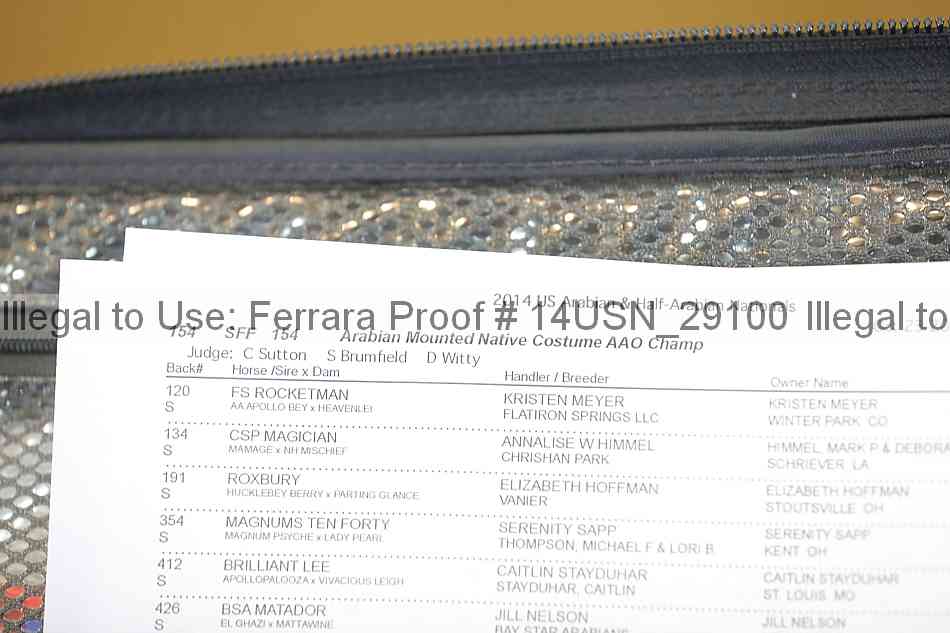 2014 US Arabian & Half-Arabian Nationals
Illegal to Use: Ferrara Proof # 14USN_29100 Illegal to
154 SFF 154 Arabian Mounted Native Costume AAO Champ
Judge: C Sutton S Brumfield D Witty
Back# Horse /Sire x Dam Handler / Breeder Owner Name
120 FS ROCKETMAN KRISTEN MEYER KRISTEN MEYER
S AA APOLLO BEY x HEAVENLEI FLATIRON SPRINGS LLC WINTER PARK CO
134 CSP MAGICIAN ANNALISE W HIMMEL HIMMEL, MARK P & DEBORA
S MAMAGE x NH MISCHIEF CHRISHAN PARK SCHRIEVER LA
191 ROXBURY ELIZABETH HOFFMAN ELIZABETH HOFFMAN
S HUCKLEBEY BERRY x PARTING GLANCE VANIER STOUTSVILLE OH
354 MAGNUMS TEN FORTY SERENITY SAPP SERENITY SAPP
S MAGNUM PSYCHE x LADY PEARL THOMPSON, MICHAEL F & LORI B KENT OH
412 BRILLIANT LEE CAITLIN STAYDUHAR CAITLIN STAYDUHAR
S APOLLOPALOOZA x VIVACIOUS LEIGH STAYDUHAR, CAITLIN ST. LOUIS MO
426 BSA MATADOR JILL NELSON JILL NELSON
S EL GHAZI x MATTAWINE BAY STAR ARABIANS